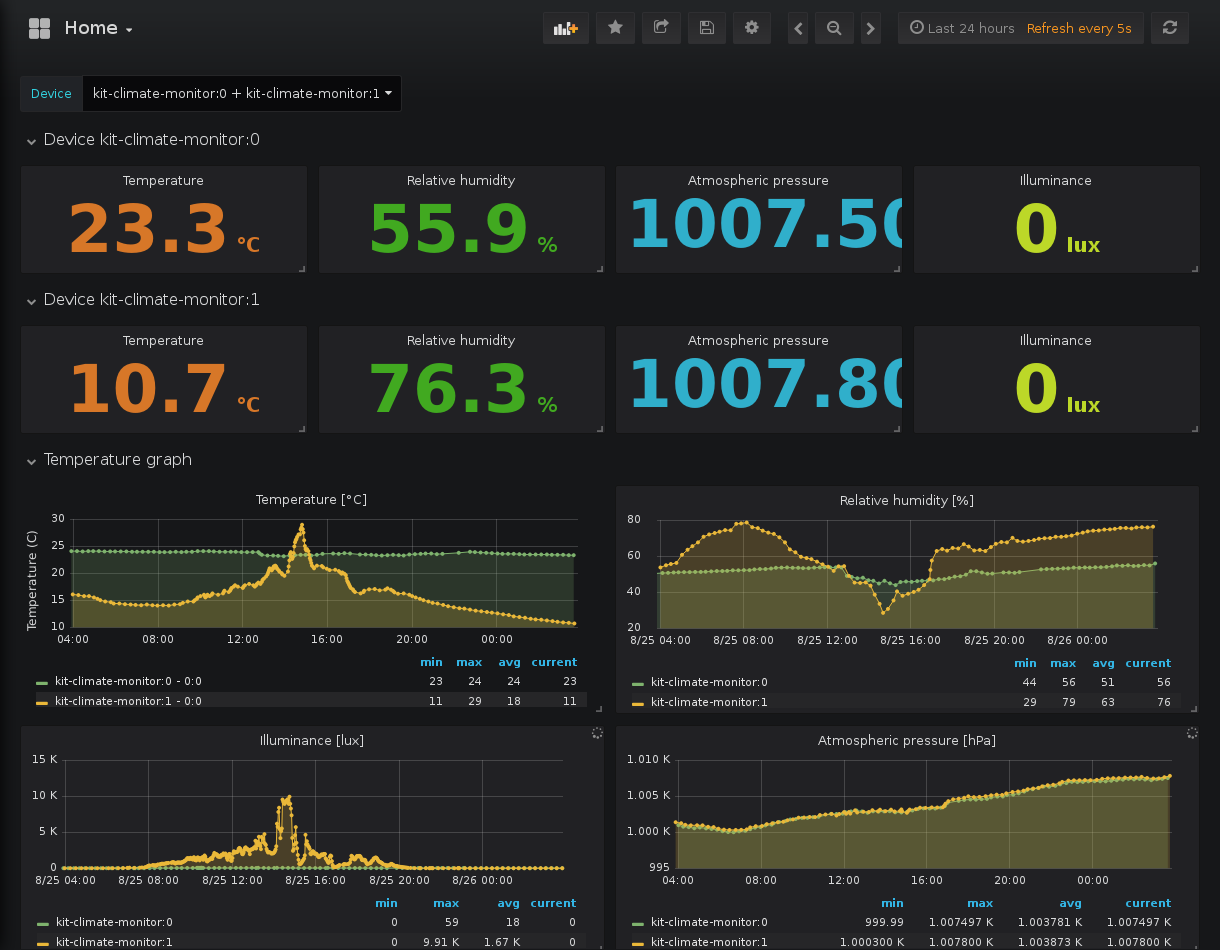 Home
Last 24 hours Refresh every 5s
Device kit-climate-monitor:0 + kit-climate-monitor:1
Device kit-climate-monitor:0
Temperature Relative humidity Atmospheric pressure Illuminance
23.3 °C 55.9 % 1007.50 0 lux
Device kit-climate-monitor:1
Temperature Relative humidity Atmospheric pressure Illuminance
10.7 °C 76.3 % 1007.80 0 lux
Temperature graph
Temperature [°C]
Temperature (C)
30
25
20
15
10
04:00 08:00 12:00 16:00 20:00 00:00
min max avg current
kit-climate-monitor:0 - 0:0 23 24 24 23
kit-climate-monitor:1 - 0:0 11 29 18 11
Relative humidity [%]
80
60
40
20
8/25 04:00 8/25 08:00 8/25 12:00 8/25 16:00 8/25 20:00 8/26 00:00
min max avg current
kit-climate-monitor:0 44 56 51 56
kit-climate-monitor:1 29 79 63 76
Illuminance [lux]
15 K
10 K
5 K
0
8/25 04:00 8/25 08:00 8/25 12:00 8/25 16:00 8/25 20:00 8/26 00:00
min max avg current
kit-climate-monitor:0 0 59 18 0
kit-climate-monitor:1 0 9.91 K 1.67 K 0
Atmospheric pressure [hPa]
1.010 K
1.005 K
1.000 K
995
04:00 08:00 12:00 16:00 20:00 00:00
min max avg current
kit-climate-monitor:0 999.99 1.007497 K 1.003781 K 1.007497 K
kit-climate-monitor:1 1.000300 K 1.007800 K 1.003873 K 1.007800 K